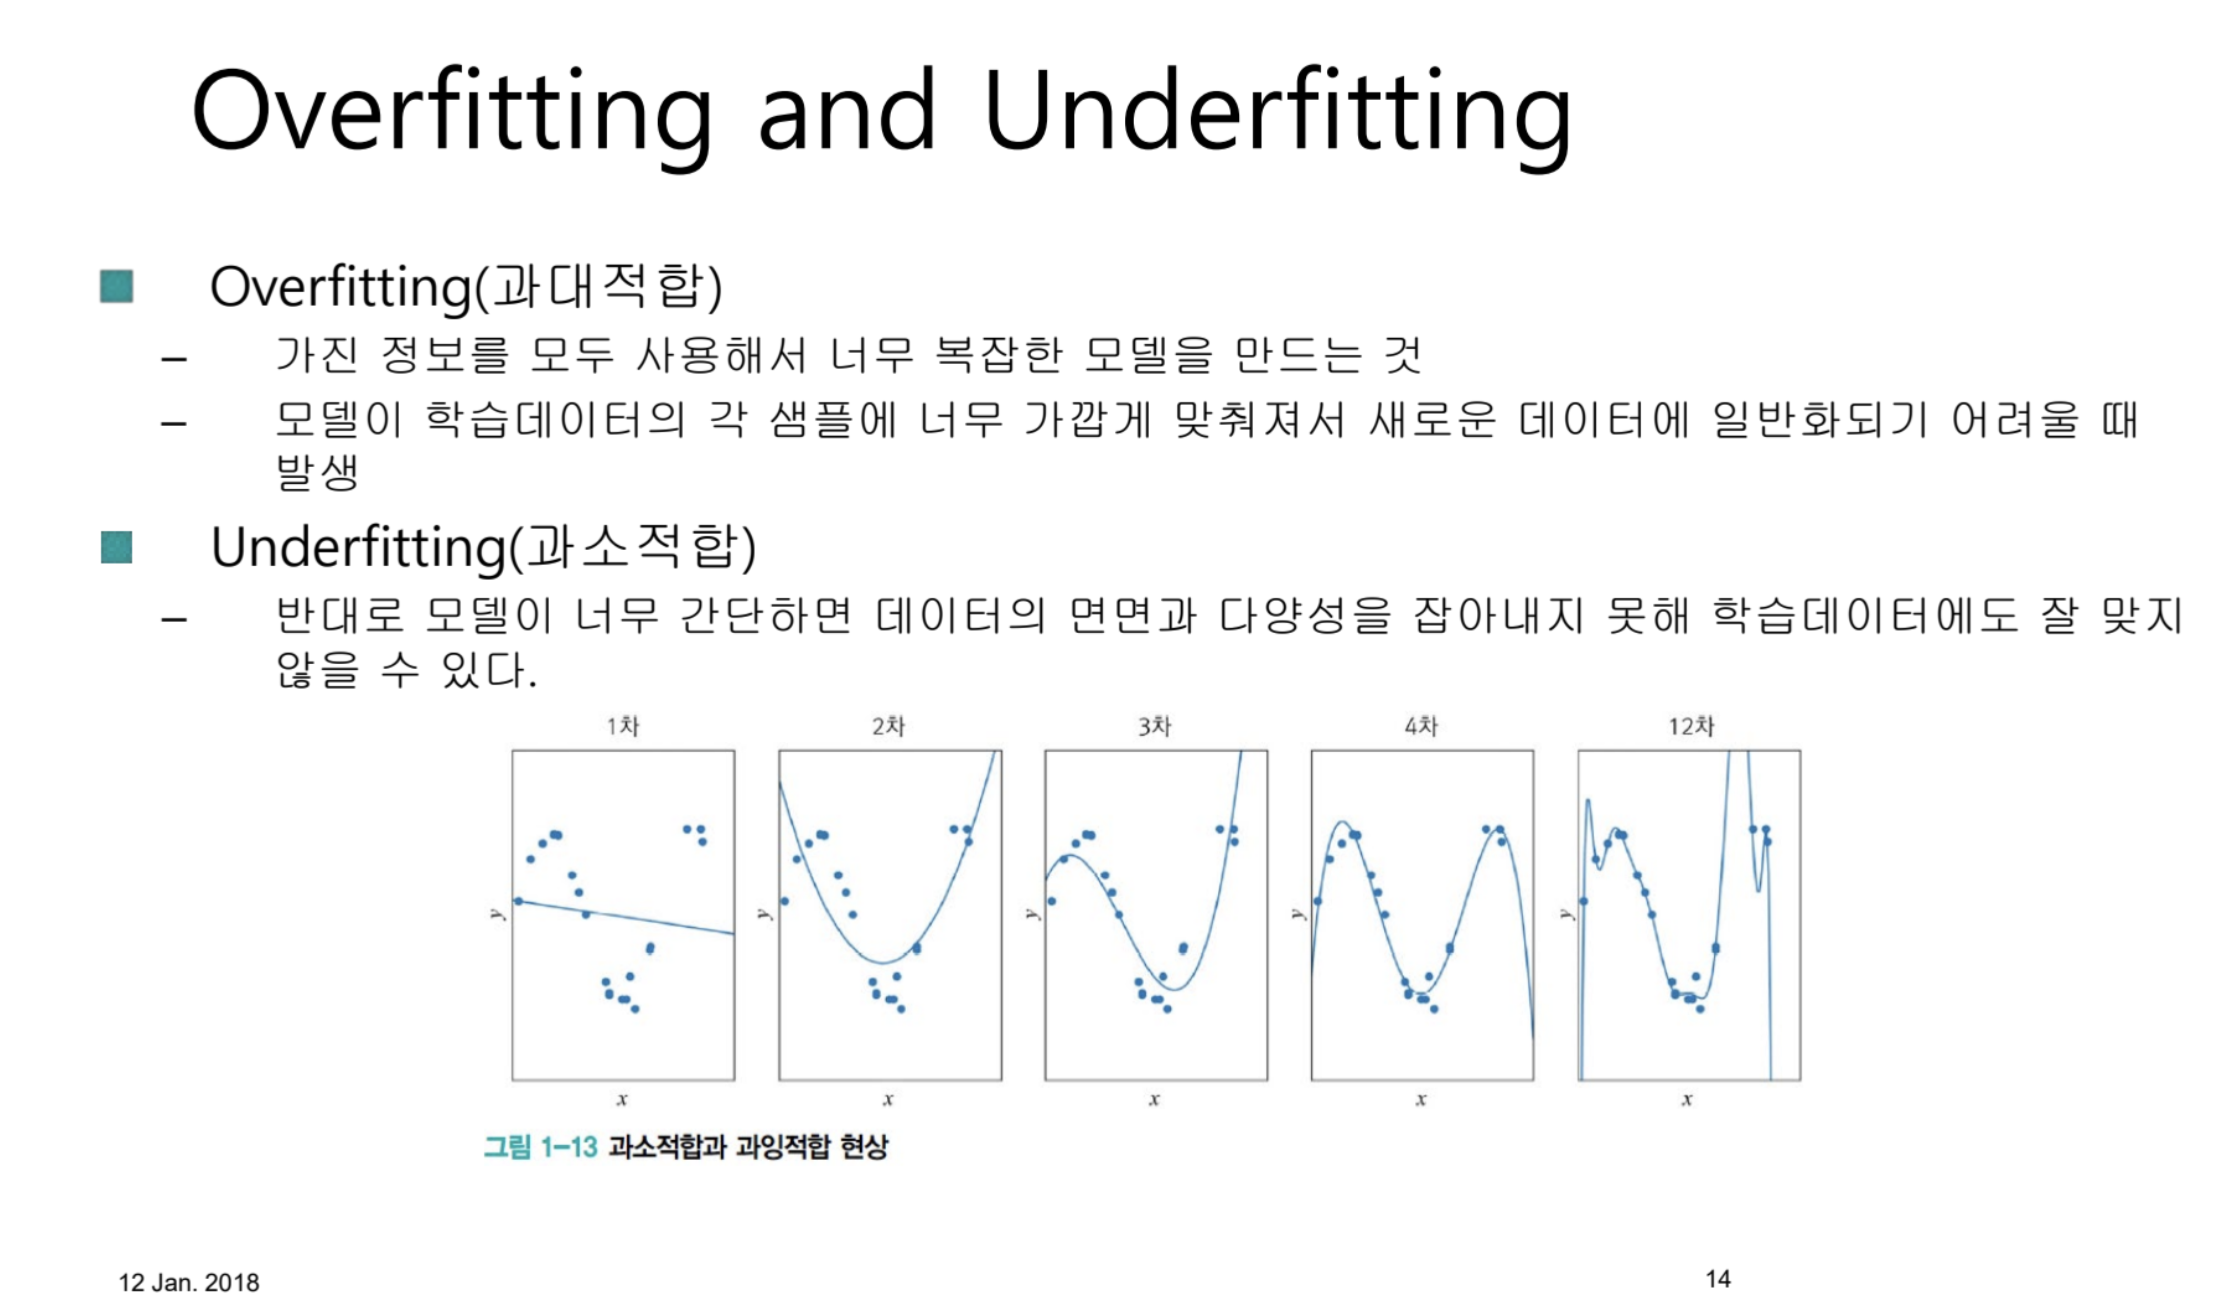 Overfitting and Underfitting
Overfitting(과대적합)
– 가진 정보를 모두 사용해서 너무 복잡한 모델을 만드는 것
– 모델이 학습데이터의 각 샘플에 너무 가깝게 맞춰져서 새로운 데이터에 일반화되기 어려울 때
발생
Underfitting(과소적합)
– 반대로 모델이 너무 간단하면 데이터의 면면과 다양성을 잡아내지 못해 학습데이터에도 잘 맞지
않을 수 있다.
1차 2차 3차 4차 12차
y y y y y
x x x x x
그림 1-13 과소적합과 과잉적합 현상
12 Jan. 2018 14